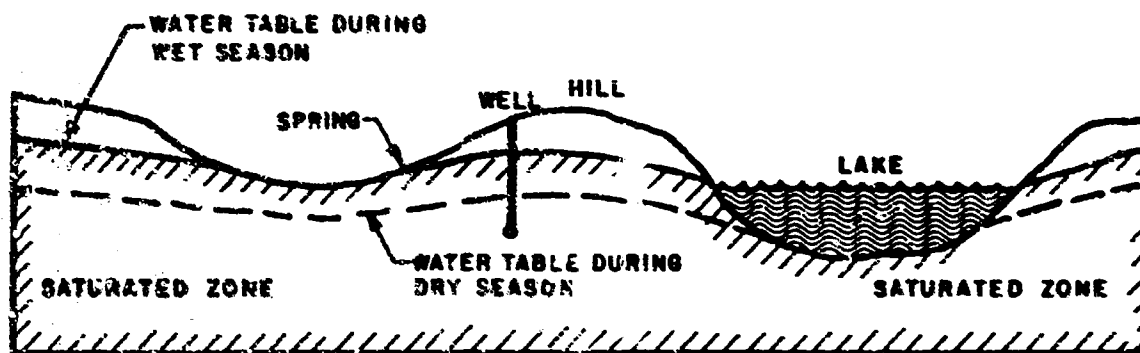 WATER TABLE DURING
WET SEASON
SPRING
WELL
HILL
LAKE
WATER TABLE DURING
DRY SEASON
SATURATED ZONE
SATURATED ZONE